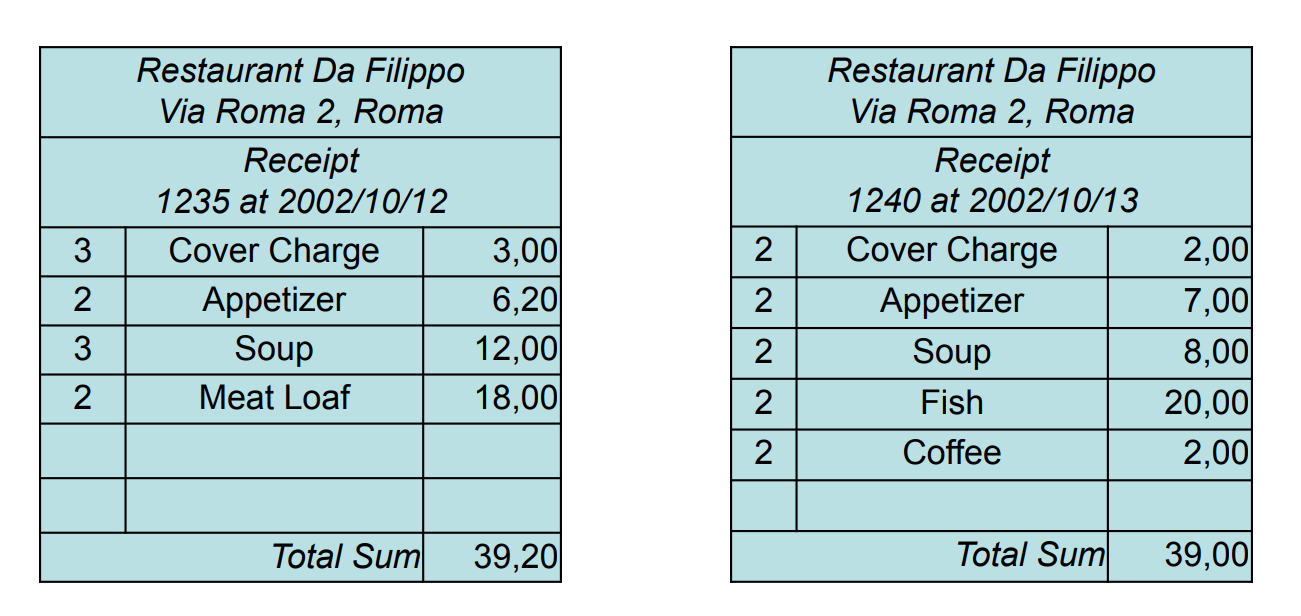 Restaurant Da Filippo
Via Roma 2, Roma
Receipt
1235 at 2002/10/12
3 Cover Charge 3,00
2 Appetizer 6,20
3 Soup 12,00
2 Meat Loaf 18,00
Total Sum 39,20
Restaurant Da Filippo
Via Roma 2, Roma
Receipt
1240 at 2002/10/13
2 Cover Charge 2,00
2 Appetizer 7,00
2 Soup 8,00
2 Fish 20,00
2 Coffee 2,00
Total Sum 39,00